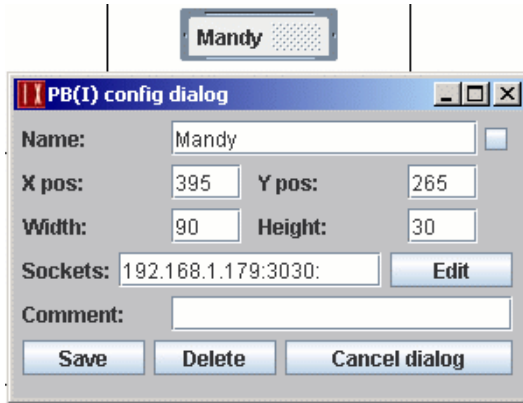 Mandy
PB(I) config dialog
Name: Mandy
X pos: 395 Y pos: 265
Width: 90 Height: 30
Sockets: 192.168.1.179:3030: Edit
Comment:
Save Delete Cancel dialog